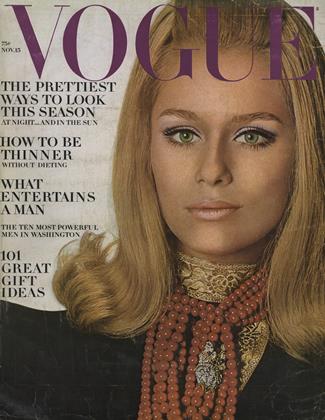 VOGUE
75¢
NOV. 15
THE PRETTIEST
WAYS TO LOOK
THIS SEASON
AT NIGHT...AND IN THE SUN
HOW TO BE
THINNER
WITHOUT DIETING
WHAT
ENTERTAINS
A MAN
THE TEN MOST POWERFUL
MEN IN WASHINGTON
101
GREAT
GIFT
IDEAS